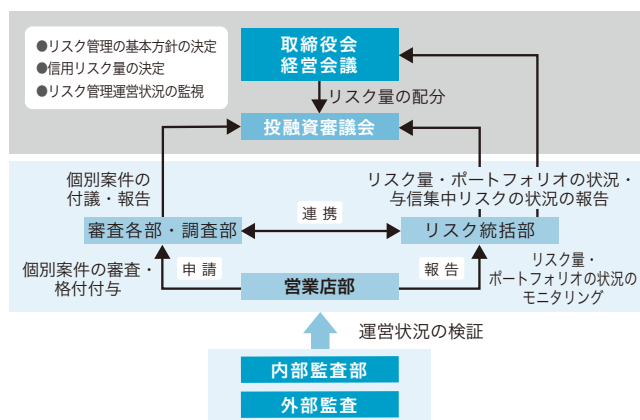 ●リスク管理の基本方針の決定
●信用リスク量の決定
●リスク管理運営状況の監視
取締役会
経営会議
リスク量の配分
投融資審議会
個別案件の
付議・報告
リスク量・ポートフォリオの状況・
与信集中リスクの状況の報告
連携
審査各部・調査部
リスク統括部
個別案件の審査・
格付付与
申請
報告
リスク量・
ポートフォリオの状況の
モニタリング
営業店部
運営状況の検証
内部監査部
外部監査